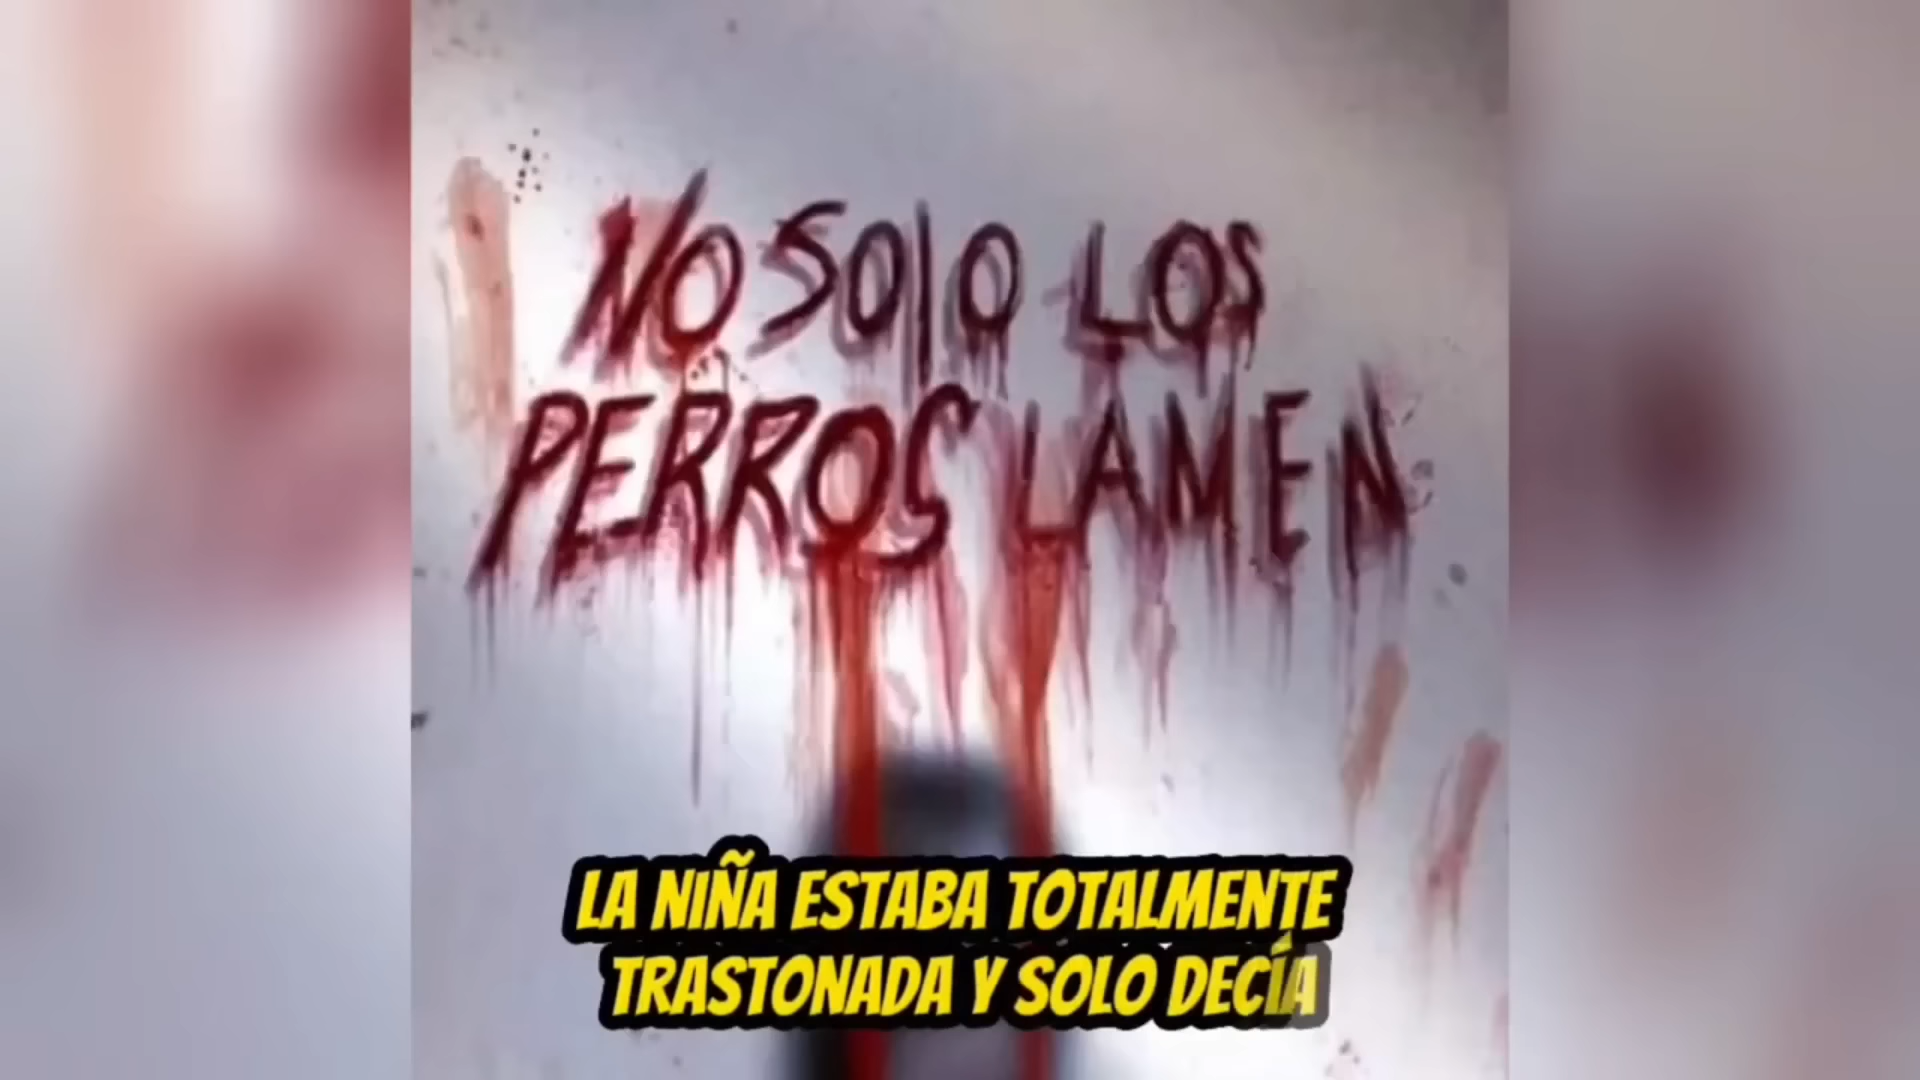 NO SOLO LOS
PERROS LAMEN
LA NIÑA ESTABA TOTALMENTE
TRASTONADA Y SOLO DECÍA